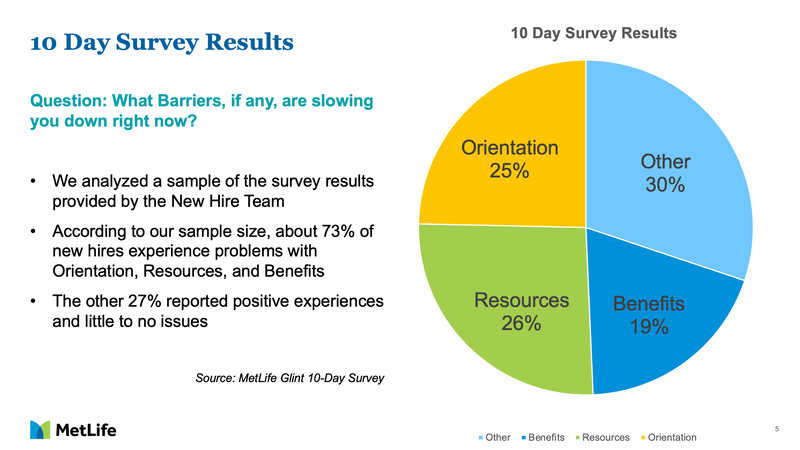 10 Day Survey Results
Question: What Barriers, if any, are slowing
you down right now?
• We analyzed a sample of the survey results
provided by the New Hire Team
• According to our sample size, about 73% of
new hires experience problems with
Orientation, Resources, and Benefits
• The other 27% reported positive experiences
and little to no issues
Source: MetLife Glint 10-Day Survey
MetLife
10 Day Survey Results
Orientation
25%
Other
30%
Resources
26%
Benefits
19%
Other Benefits Resources Orientation
5